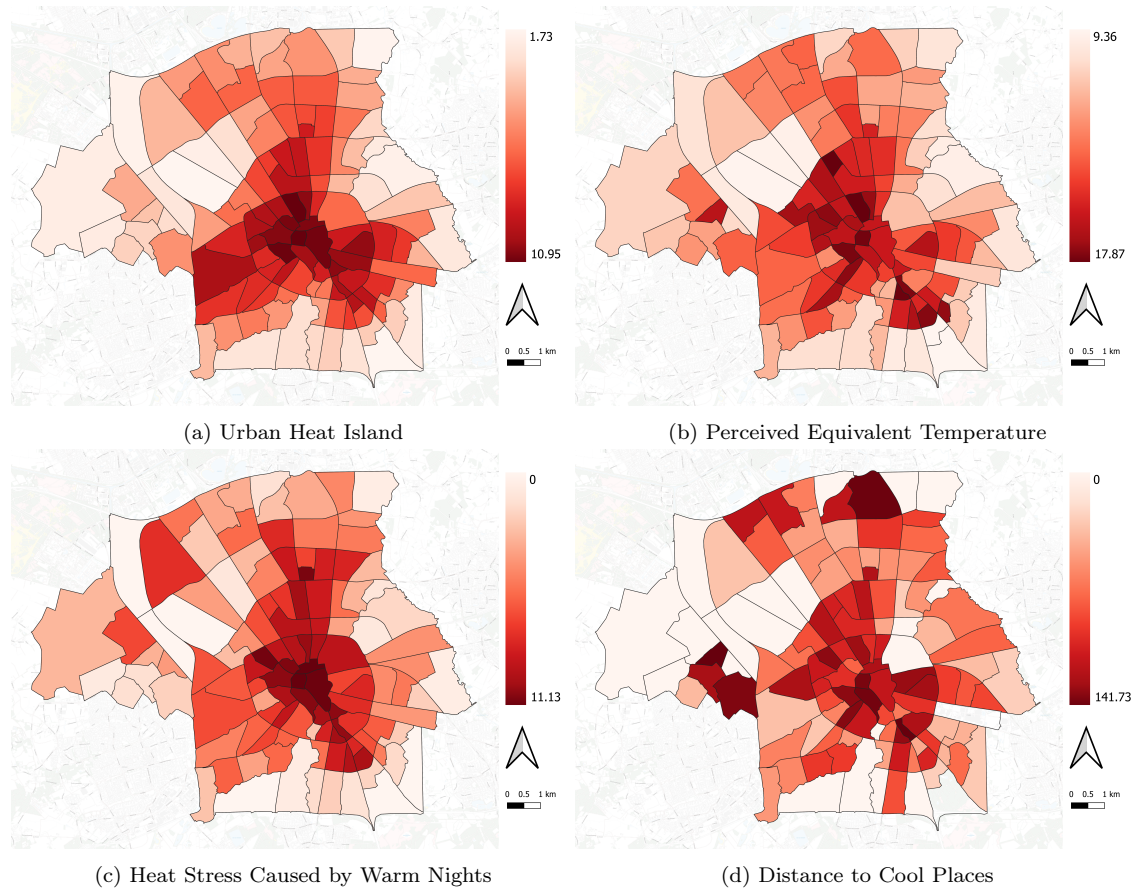 1.73
10.95
0 0.5 1 km
(a) Urban Heat Island
9.36
17.87
0 0.5 1 km
(b) Perceived Equivalent Temperature
0
11.13
0 0.5 1 km
(c) Heat Stress Caused by Warm Nights
0
141.73
0 0.5 1 km
(d) Distance to Cool Places